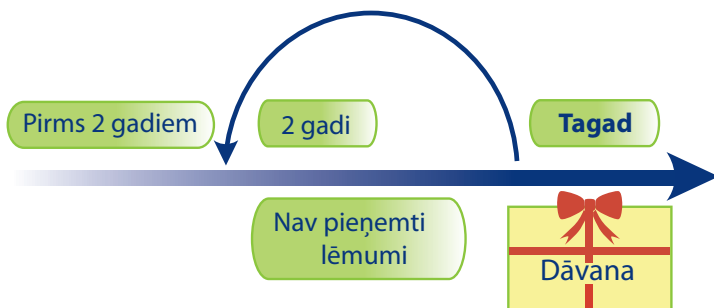 Pirms 2 gadiem
2 gadi
Tagad
Nav pieņemti
lēmumi
Dāvana